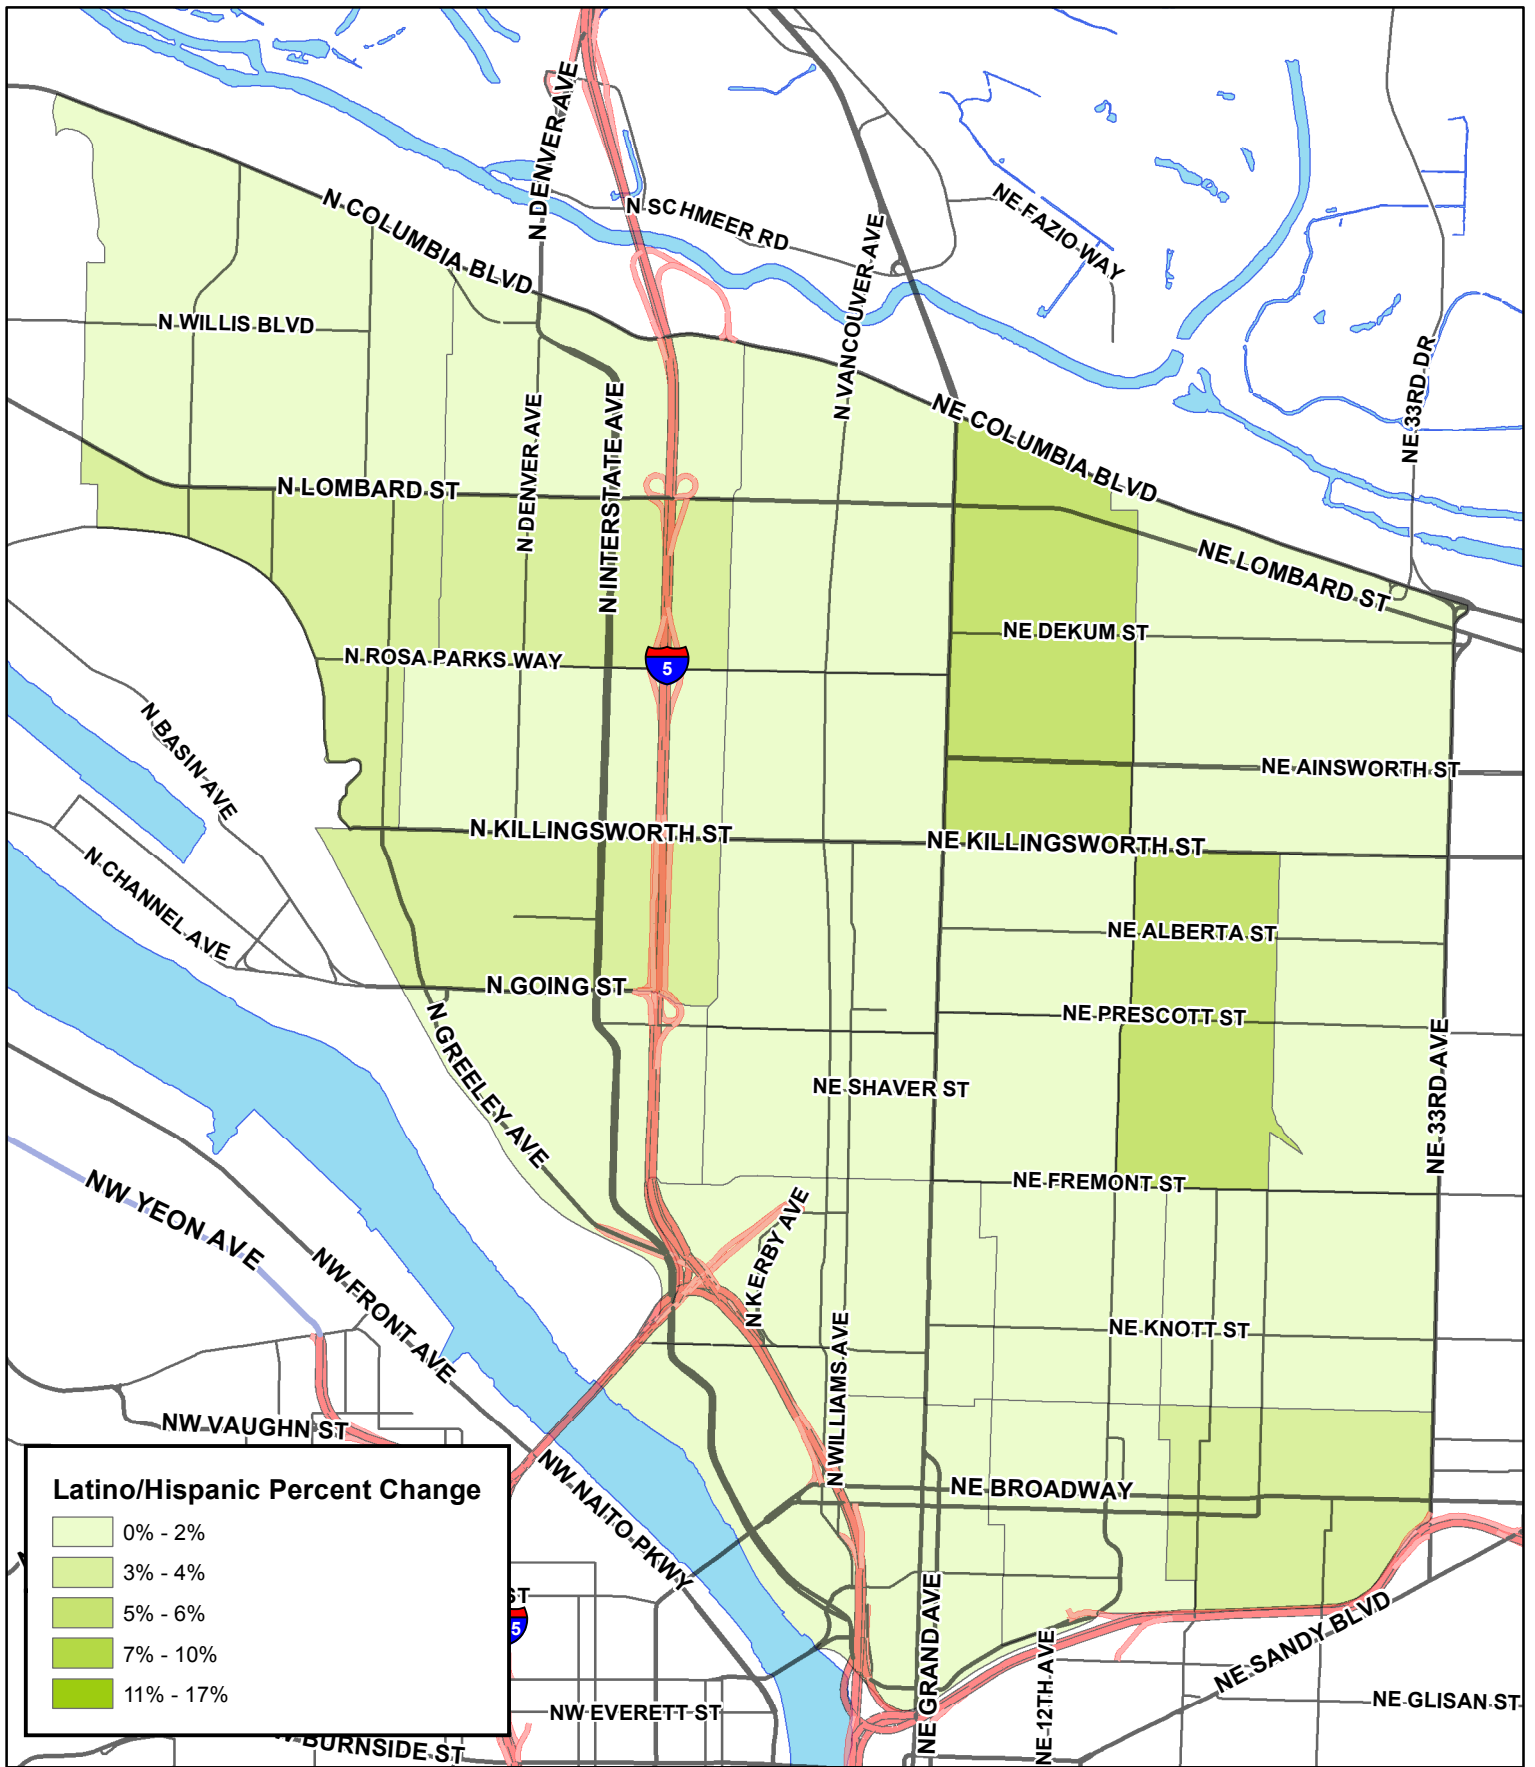 N DENVER AVE
N SCHMEER RD
NE FAZIO WAY
N COLUMBIA BLVD
N VANCOUVER AVE
N WILLIS BLVD
NE 33RD DR
NE COLUMBIA BLVD
N DENVER AVE
N INTERSTATE AVE
N LOMBARD ST
NE LOMBARD ST
NE DEKUM ST
N ROSA PARKS WAY
5
N BASIN AVE
NE AINSWORTH ST
N KILLINGSWORTH ST
NE KILLINGSWORTH ST
N CHANNEL AVE
NE ALBERTA ST
N GOING ST
NE PRESCOTT ST
N GREELEY AVE
NE SHAVER ST
NE 33RD AVE
NE FREMONT ST
NW YEON AVE
N KERBY AVE
NW FRONT AVE
NE KNOTT ST
N WILLIAMS AVE
NW VAUGHN ST
NE BROADWAY
NW NAITO PKWY
Latino/Hispanic Percent Change
0% - 2%
3% - 4%
5% - 6%
7% - 10%
11% - 17%
ST
5
NE GRAND AVE
NE 12TH AVE
NE SANDY BLVD
NE GLISAN ST
NW EVERETT ST
W BURNSIDE ST